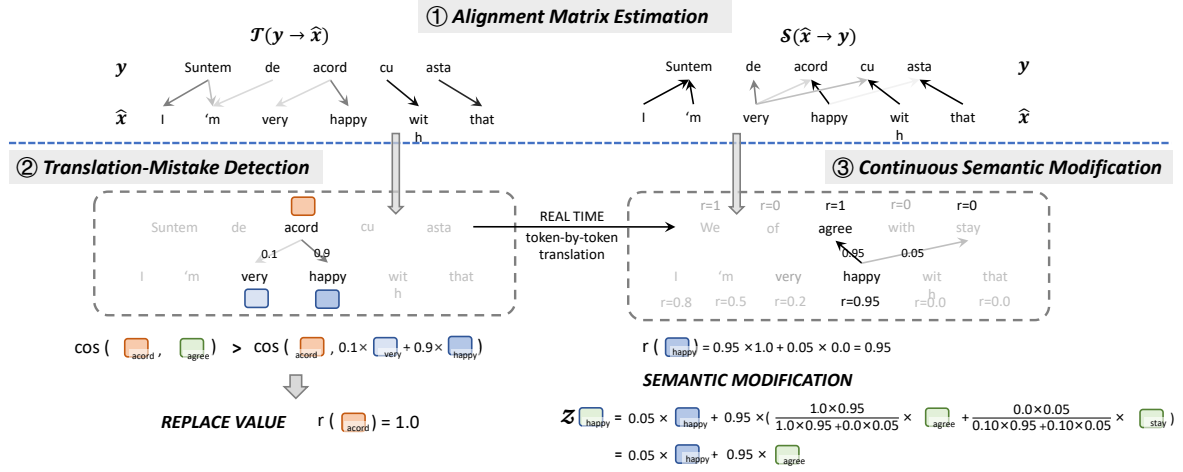 ① Alignment Matrix Estimation
𝒯(y → x̂)
y Suntem de acord cu asta
x̂ I 'm very happy wit
h that
𝒮(x̂ → y)
Suntem de acord cu asta y
I 'm very happy wit
h that x̂
② Translation-Mistake Detection
Suntem de acord cu asta
0.1 0.9
I 'm very happy wit
h that
cos ( acord, agree ) > cos ( acord, 0.1× very + 0.9× happy )
REPLACE VALUE r ( acord ) = 1.0
REAL TIME
token-by-token
translation
③ Continuous Semantic Modification
r=1 r=0 r=1 r=0 r=0
We of agree with stay
0.95 0.05
I 'm very happy wit
h that
r=0.8 r=0.5 r=0.2 r=0.95 r=0.0 r=0.0
r ( happy ) = 0.95 ×1.0 + 0.05 × 0.0 = 0.95
SEMANTIC MODIFICATION
𝒵 happy = 0.05 × happy + 0.95 ×( 1.0×0.95 / 1.0×0.95 +0.0×0.05 × agree + 0.0×0.05 / 0.10×0.95 +0.10×0.05 × stay )
= 0.05 × happy + 0.95 × agree